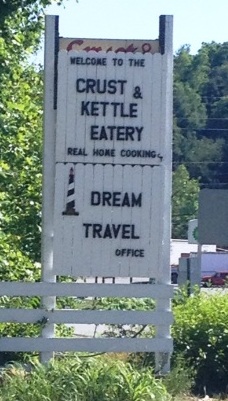 WELCOME TO THE
CRUST &
KETTLE
EATERY
REAL HOME COOKING
DREAM
TRAVEL
OFFICE